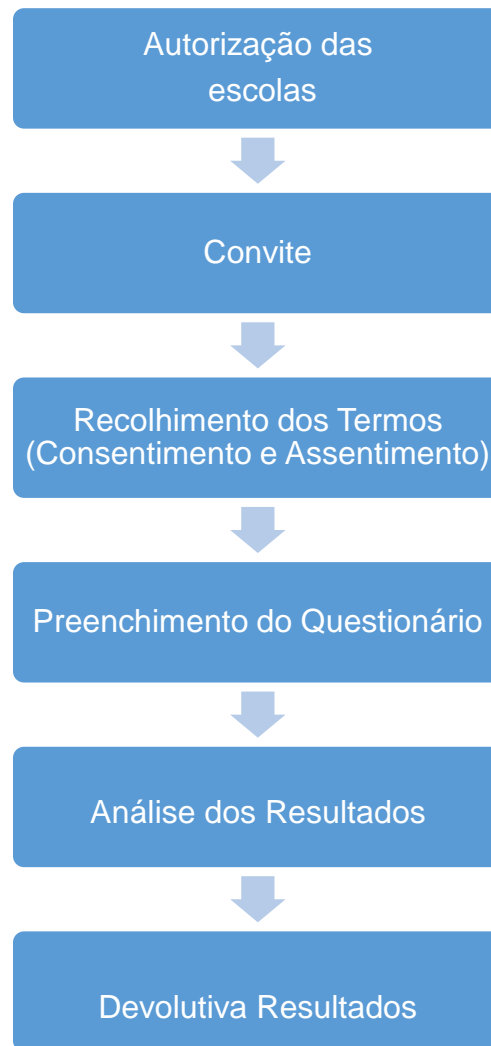 Autorização das
escolas
Convite
Recolhimento dos Termos
(Consentimento e Assentimento)
Preenchimento do Questionário
Análise dos Resultados
Devolutiva Resultados